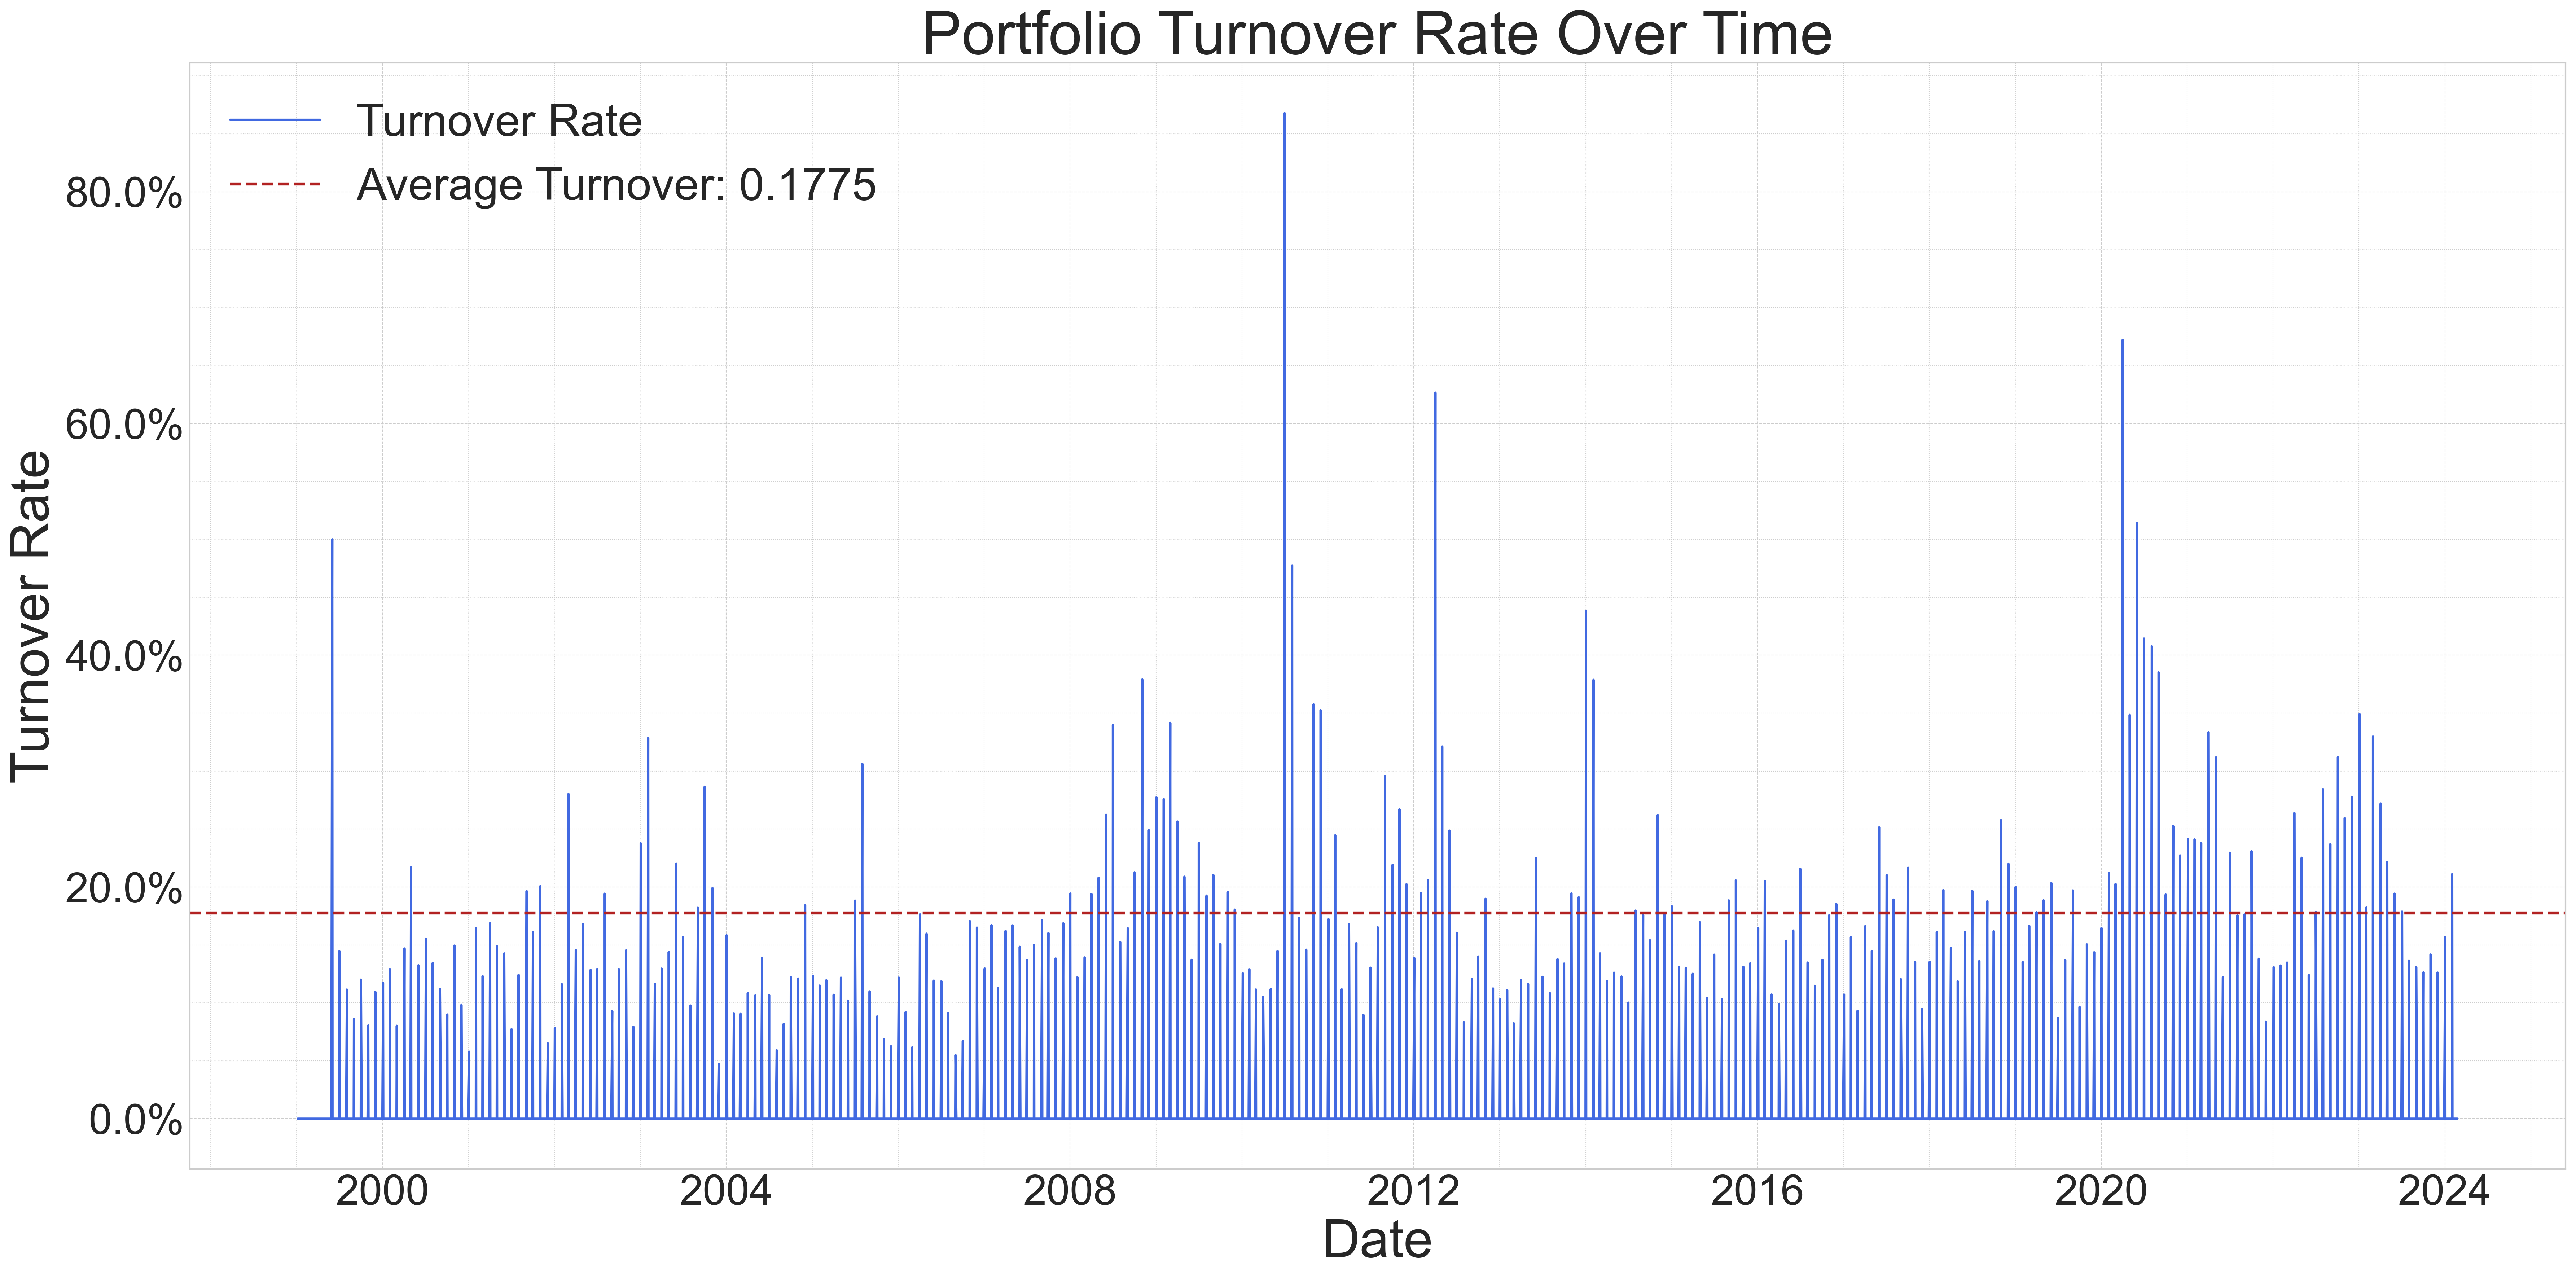 Portfolio Turnover Rate Over Time
Turnover Rate
Average Turnover: 0.1775
Turnover Rate
80.0%
60.0%
40.0%
20.0%
0.0%
2000 2004 2008 2012 2016 2020 2024
Date